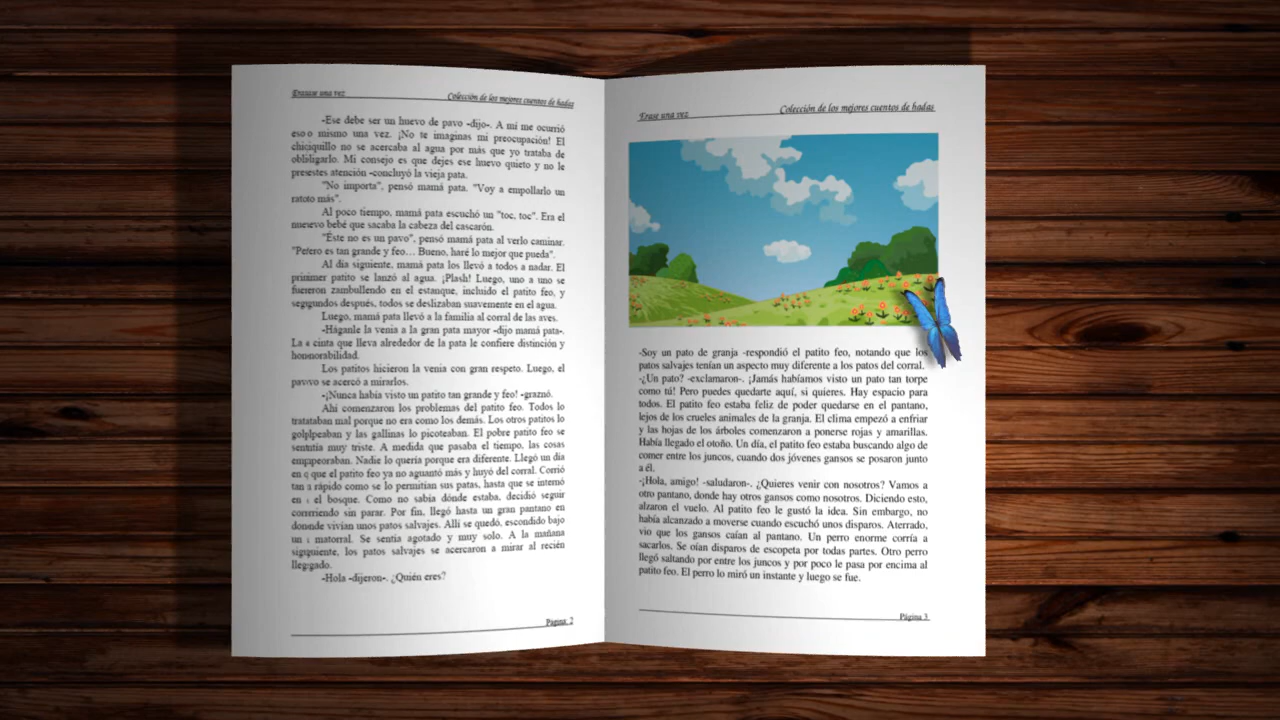 Erase una vez
Colección de los mejores cuentos de hadas
-Ese debe ser un huevo de pavo -dijo-. A mi me ocurrió
eso mismo una vez. ¡No te imaginas mi preocupación! El
chiquillo no se acercaba al agua por más que yo trataba de
obligarlo. Mi consejo es que dejes ese huevo quieto y no le
prestes atención -concluyó la vieja pata.
"No importa", pensó mamá pata. "Voy a empollarlo un
rato más".
Al poco tiempo, mamá pata escuchó un "toc, toc". Era el
nuevo bebé que sacaba la cabeza del cascarón.
"Éste no es un pavo", pensó mamá pata al verlo caminar.
"Pero es tan grande y feo... Bueno, haré lo mejor que pueda".
Al día siguiente, mamá pata los llevó a todos a nadar. El
primer patito se lanzó al agua. ¡Plash! Luego, uno a uno se
fueron zambullendo en el estanque, incluido el patito feo, y
segundos después, todos se deslizaban suavemente en el agua.
Luego, mamá pata llevó a la familia al corral de las aves.
-Háganle la venia a la gran pata mayor -dijo mamá pata-.
La cinta que lleva alrededor de la pata le confiere distinción y
honorabilidad.
Los patitos hicieron la venia con gran respeto. Luego, el
pavo se acercó a mirarlos.
-¡Nunca había visto un patito tan grande y feo! -graznó.
Ahí comenzaron los problemas del patito feo. Todos lo
trataban mal porque no era como los demás. Los otros patitos lo
golpeaban y las gallinas lo picoteaban. El pobre patito feo se
sentía muy triste. A medida que pasaba el tiempo, las cosas
empeoraban. Nadie lo quería porque era diferente. Llegó un día
en que el patito feo ya no aguantó más y huyó del corral. Corrió
tan rápido como se lo permitían sus patas, hasta que se internó
en el bosque. Como no sabía dónde estaba, decidió seguir
corriendo sin parar. Por fin, llegó hasta un gran pantano en
donde vivían unos patos salvajes. Allí se quedó, escondido bajo
un matorral. Se sentía agotado y muy solo. A la mañana
siguiente, los patos salvajes se acercaron a mirar al recién
llegado.
-Hola -dijeron-. ¿Quién eres?
Página 2
Erase una vez
Colección de los mejores cuentos de hadas
-Soy un pato de granja -respondió el patito feo, notando que los
patos salvajes tenían un aspecto muy diferente a los patos del corral.
-¿Un pato? -exclamaron-. ¡Jamás habíamos visto un pato tan torpe
como tú! Pero puedes quedarte aquí, si quieres. Hay espacio para
todos. El patito feo estaba feliz de poder quedarse en el pantano,
lejos de los crueles animales de la granja. El clima empezó a enfriar
y las hojas de los árboles comenzaron a ponerse rojas y amarillas.
Había llegado el otoño. Un día, el patito feo estaba buscando algo de
comer entre los juncos, cuando dos jóvenes gansos se posaron junto
a él.
-¡Hola, amigo! -saludaron-. ¿Quieres venir con nosotros? Vamos a
otro pantano, donde hay otros gansos como nosotros. Diciendo esto,
alzaron el vuelo. Al patito feo le gustó la idea. Sin embargo, no
había alcanzado a moverse cuando escuchó unos disparos. Aterrado,
vio que los gansos caían al pantano. Un perro enorme corría a
sacarlos. Se oían disparos de escopeta por todas partes. Otro perro
llegó saltando por entre los juncos y por poco le pasa por encima al
patito feo. El perro lo miró un instante y luego se fue.
Página 3